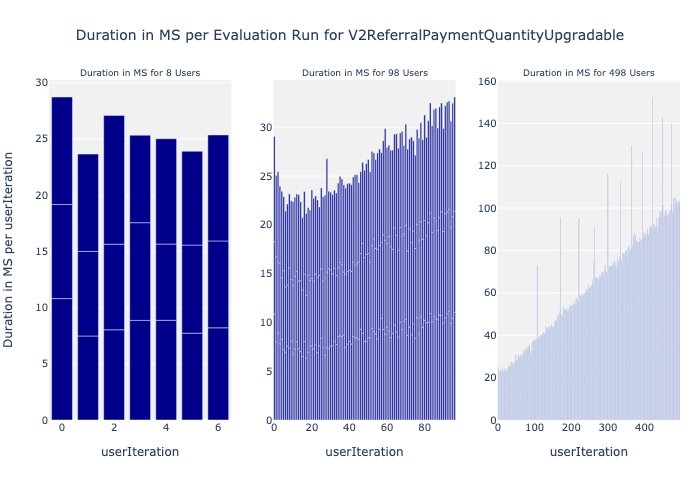 Duration in MS per Evaluation Run for V2ReferralPaymentQuantityUpgradable
Duration in MS for 8 Users
Duration in MS for 98 Users
Duration in MS for 498 Users
Duration in MS per userIteration
30
25
20
15
10
5
0
0 2 4 6
userIteration
30
25
20
15
10
5
0
0 20 40 60 80
userIteration
160
140
120
100
80
60
40
20
0
0 100 200 300 400
userIteration